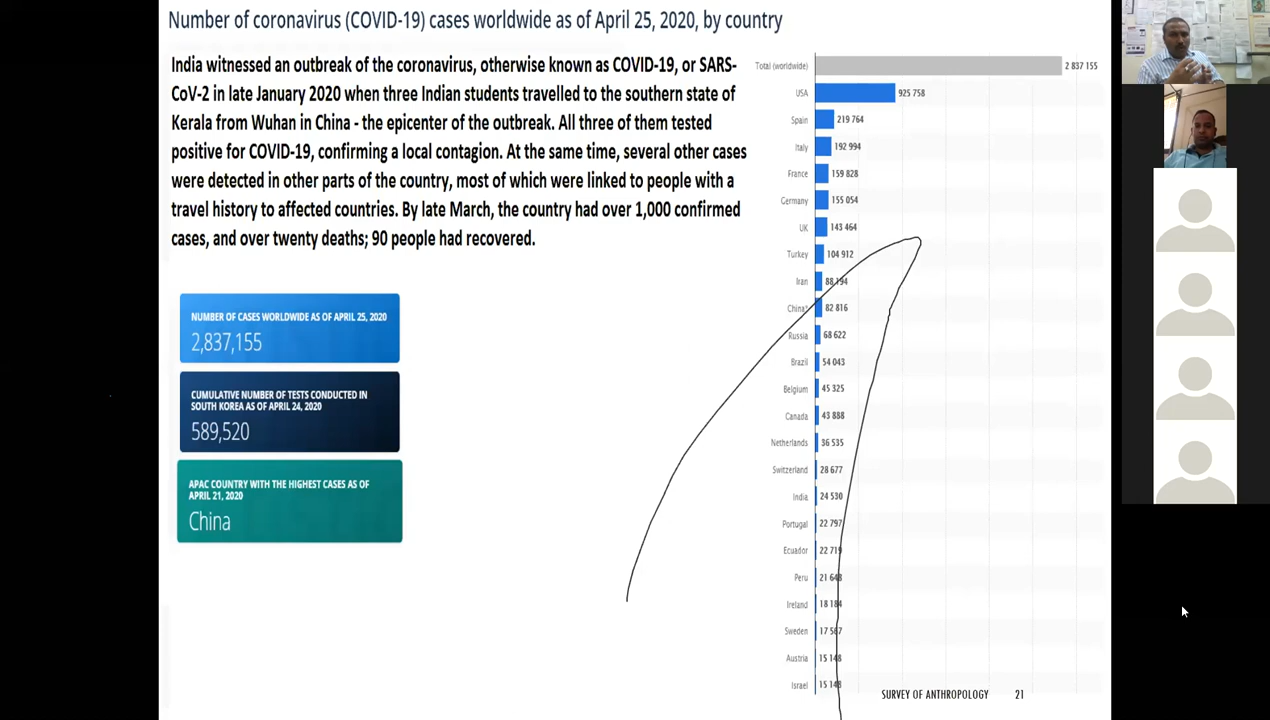 Number of coronavirus (COVID-19) cases worldwide as of April 25, 2020, by country
India witnessed an outbreak of the coronavirus, otherwise known as COVID-19, or SARS-
CoV-2 in late January 2020 when three Indian students travelled to the southern state of
Kerala from Wuhan in China - the epicenter of the outbreak. All three of them tested
positive for COVID-19, confirming a local contagion. At the same time, several other cases
were detected in other parts of the country, most of which were linked to people with a
travel history to affected countries. By late March, the country had over 1,000 confirmed
cases, and over twenty deaths; 90 people had recovered.
NUMBER OF CASES WORLDWIDE AS OF APRIL 25, 2020
2,837,155
CUMULATIVE NUMBER OF TESTS CONDUCTED IN
SOUTH KOREA AS OF APRIL 24, 2020
589,520
APAC COUNTRY WITH THE HIGHEST CASES AS OF
APRIL 21, 2020
China
Total (worldwide) 2 837 155
USA 925 758
Spain 219 764
Italy 192 994
France 159 828
Germany 155 054
UK 143 464
Turkey 104 912
Iran 88 194
China* 82 816
Russia 68 622
Brazil 54 043
Belgium 45 325
Canada 43 888
Netherlands 36 535
Switzerland 28 677
India 24 530
Portugal 22 797
Ecuador 22 719
Peru 21 648
Ireland 18 184
Sweden 17 567
Austria 15 148
Israel
SURVEY OF ANTHROPOLOGY 21